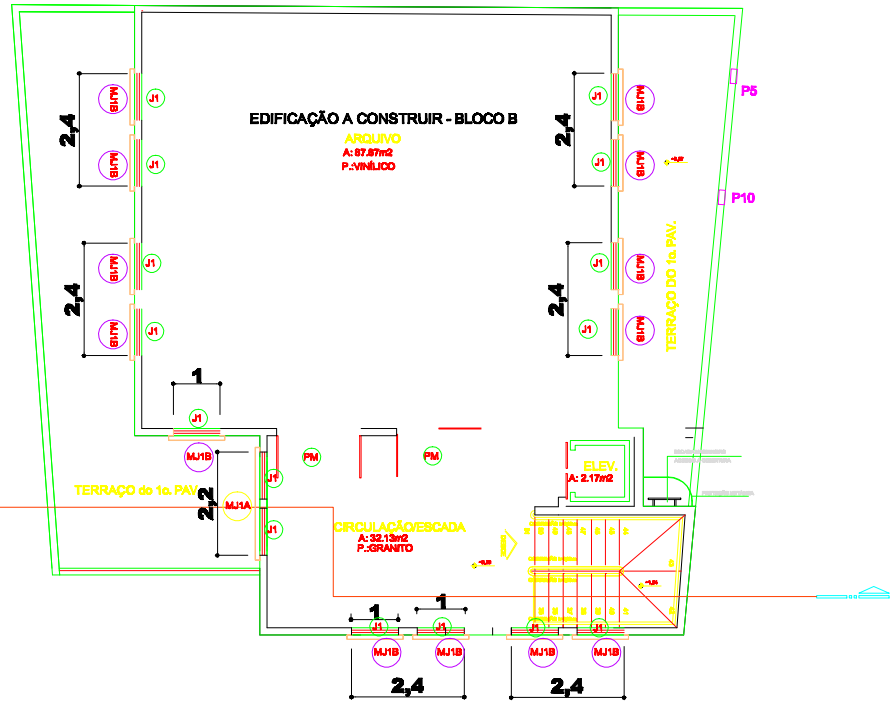 P5
2,4
MJ1B
J1
J1
MJ1B
2,4
EDIFICAÇÃO A CONSTRUIR - BLOCO B
ARQUIVO
A: 87.87m2
P.:VINÍLICO
MJ1B
J1
J1
MJ1B
P10
TERRAÇO DO 1o. PAV.
2,4
MJ1B
J1
J1
MJ1B
2,4
MJ1B
J1
J1
MJ1B
1
J1
MJ1B
PM
PM
ELEV.
A: 2.17m2
TERRAÇO do 1o. PAV.
2,2
MJ1A
J1
J1
CIRCULAÇÃO/ESCADA
A: 32.13m2
P.:GRANITO
1
1
J1
J1
J1
J1
MJ1B
MJ1B
MJ1B
MJ1B
2,4
2,4